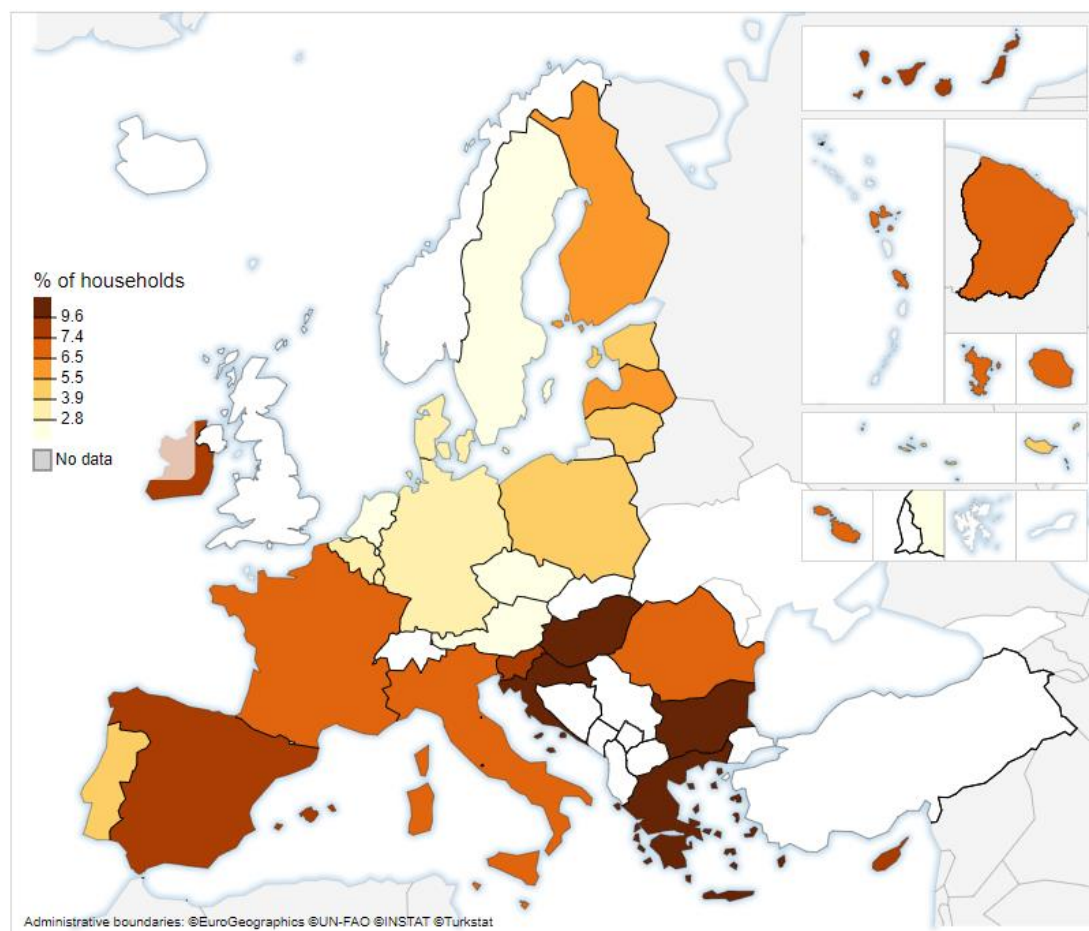 % of households
9.6
7.4
6.5
5.5
3.9
2.8
No data
Administrative boundaries: ©EuroGeographics ©UN-FAO ©INSTAT ©Turkstat